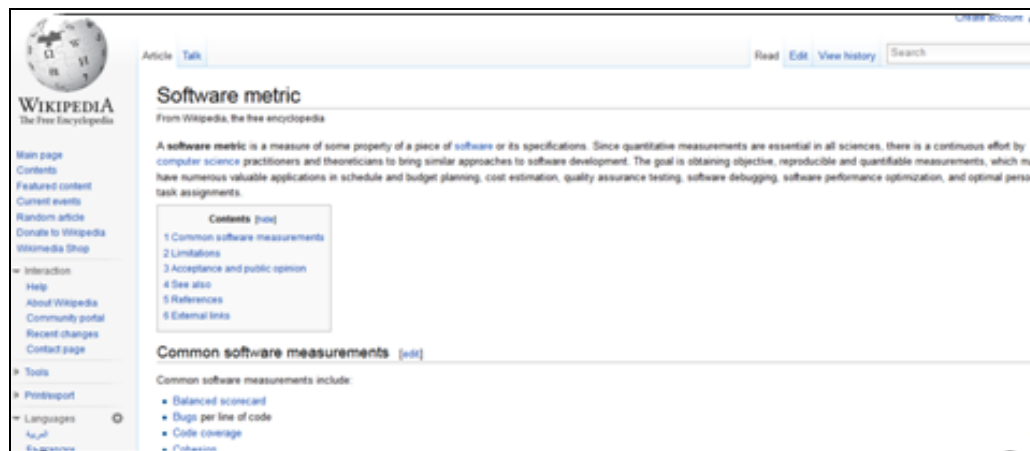 Create account
Article Talk
Read Edit View history Search
WIKIPEDIA
The Free Encyclopedia
Main page
Contents
Featured content
Current events
Random article
Donate to Wikipedia
Wikimedia Shop
Interaction
Help
About Wikipedia
Community portal
Recent changes
Contact page
Tools
Print/export
Languages
العربية
Software metric
From Wikipedia, the free encyclopedia
A software metric is a measure of some property of a piece of software or its specifications. Since quantitative measurements are essential in all sciences, there is a continuous effort by
computer science practitioners and theoreticians to bring similar approaches to software development. The goal is obtaining objective, reproducible and quantifiable measurements, which
have numerous valuable applications in schedule and budget planning, cost estimation, quality assurance testing, software debugging, software performance optimization, and optimal
task assignments.
Contents [hide]
1 Common software measurements
2 Limitations
3 Acceptance and public opinion
4 See also
5 References
6 External links
Common software measurements [edit]
Common software measurements include:
Balanced scorecard
Bugs per line of code
Code coverage
Cohesion